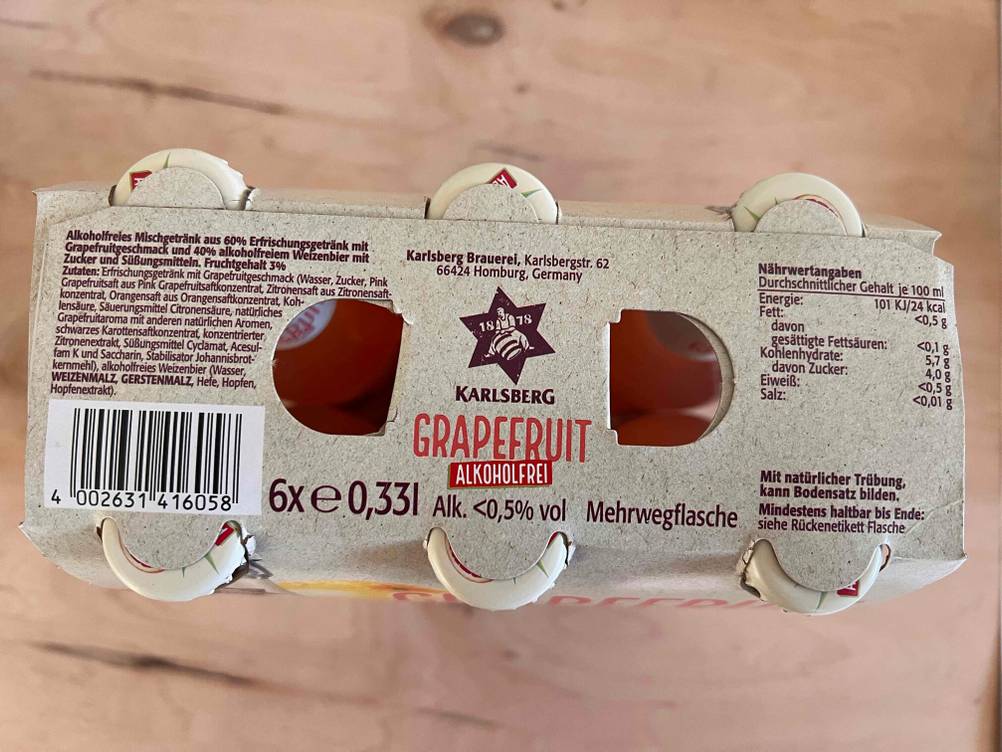 Alkoholfreies Mischgetränk aus 60% Erfrischungsgetränk mit
Grapefruitgeschmack und 40% alkoholfreiem Weizenbier mit
Zucker und Süßungsmitteln. Fruchtgehalt 3%
Zutaten: Erfrischungsgetränk mit Grapefruitgeschmack (Wasser, Zucker, Pink
Grapefruitsaft aus Pink Grapefruitsaftkonzentrat, Zitronensaft aus Zitronensaft-
konzentrat, Orangensaft aus Orangensaftkonzentrat, Koh-
lensäure, Säuerungsmittel Citronensäure, natürliches
Grapefruitaroma mit anderen natürlichen Aromen,
schwarzes Karottensaftkonzentrat, konzentrierter
Zitronenextrakt, Süßungsmittel Cyclamat, Acesul-
fam K und Saccharin, Stabilisator Johannisbrot-
kernmehl), alkoholfreies Weizenbier (Wasser,
WEIZENMALZ, GERSTENMALZ, Hefe, Hopfen,
Hopfenextrakt).
4 002631 416058
Karlsberg Brauerei, Karlsbergstr. 62
66424 Homburg, Germany
18 78
KARLSBERG
GRAPEFRUIT
ALKOHOLFREI
6x e 0,33l Alk. <0,5% vol Mehrwegflasche
Nährwertangaben
Durchschnittlicher Gehalt je 100 ml
Energie: 101 KJ/24 kcal
Fett: <0,5 g
davon
gesättigte Fettsäuren: <0,1 g
Kohlenhydrate: 5,7 g
davon Zucker: 4,0 g
Eiweiß: <0,5 g
Salz: <0,01 g
Mit natürlicher Trübung,
kann Bodensatz bilden.
Mindestens haltbar bis Ende:
siehe Rückenetikett Flasche